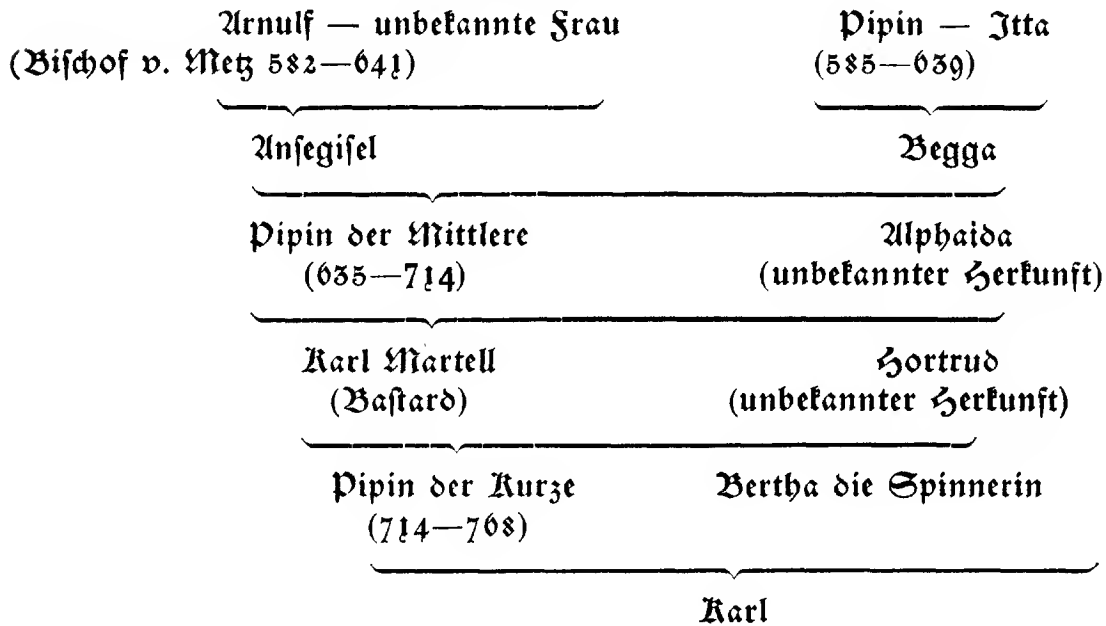 Arnulf — unbekannte Frau Pipin — Itta
(Bischof v. Metz 582—641) (585—639)
Ansegisel Begga
Pipin der Mittlere Alphaida
(635—714) (unbekannter Herkunft)
Karl Martell Hortrud
(Bastard) (unbekannter Herkunft)
Pipin der Kurze Bertha die Spinnerin
(714—768)
Karl